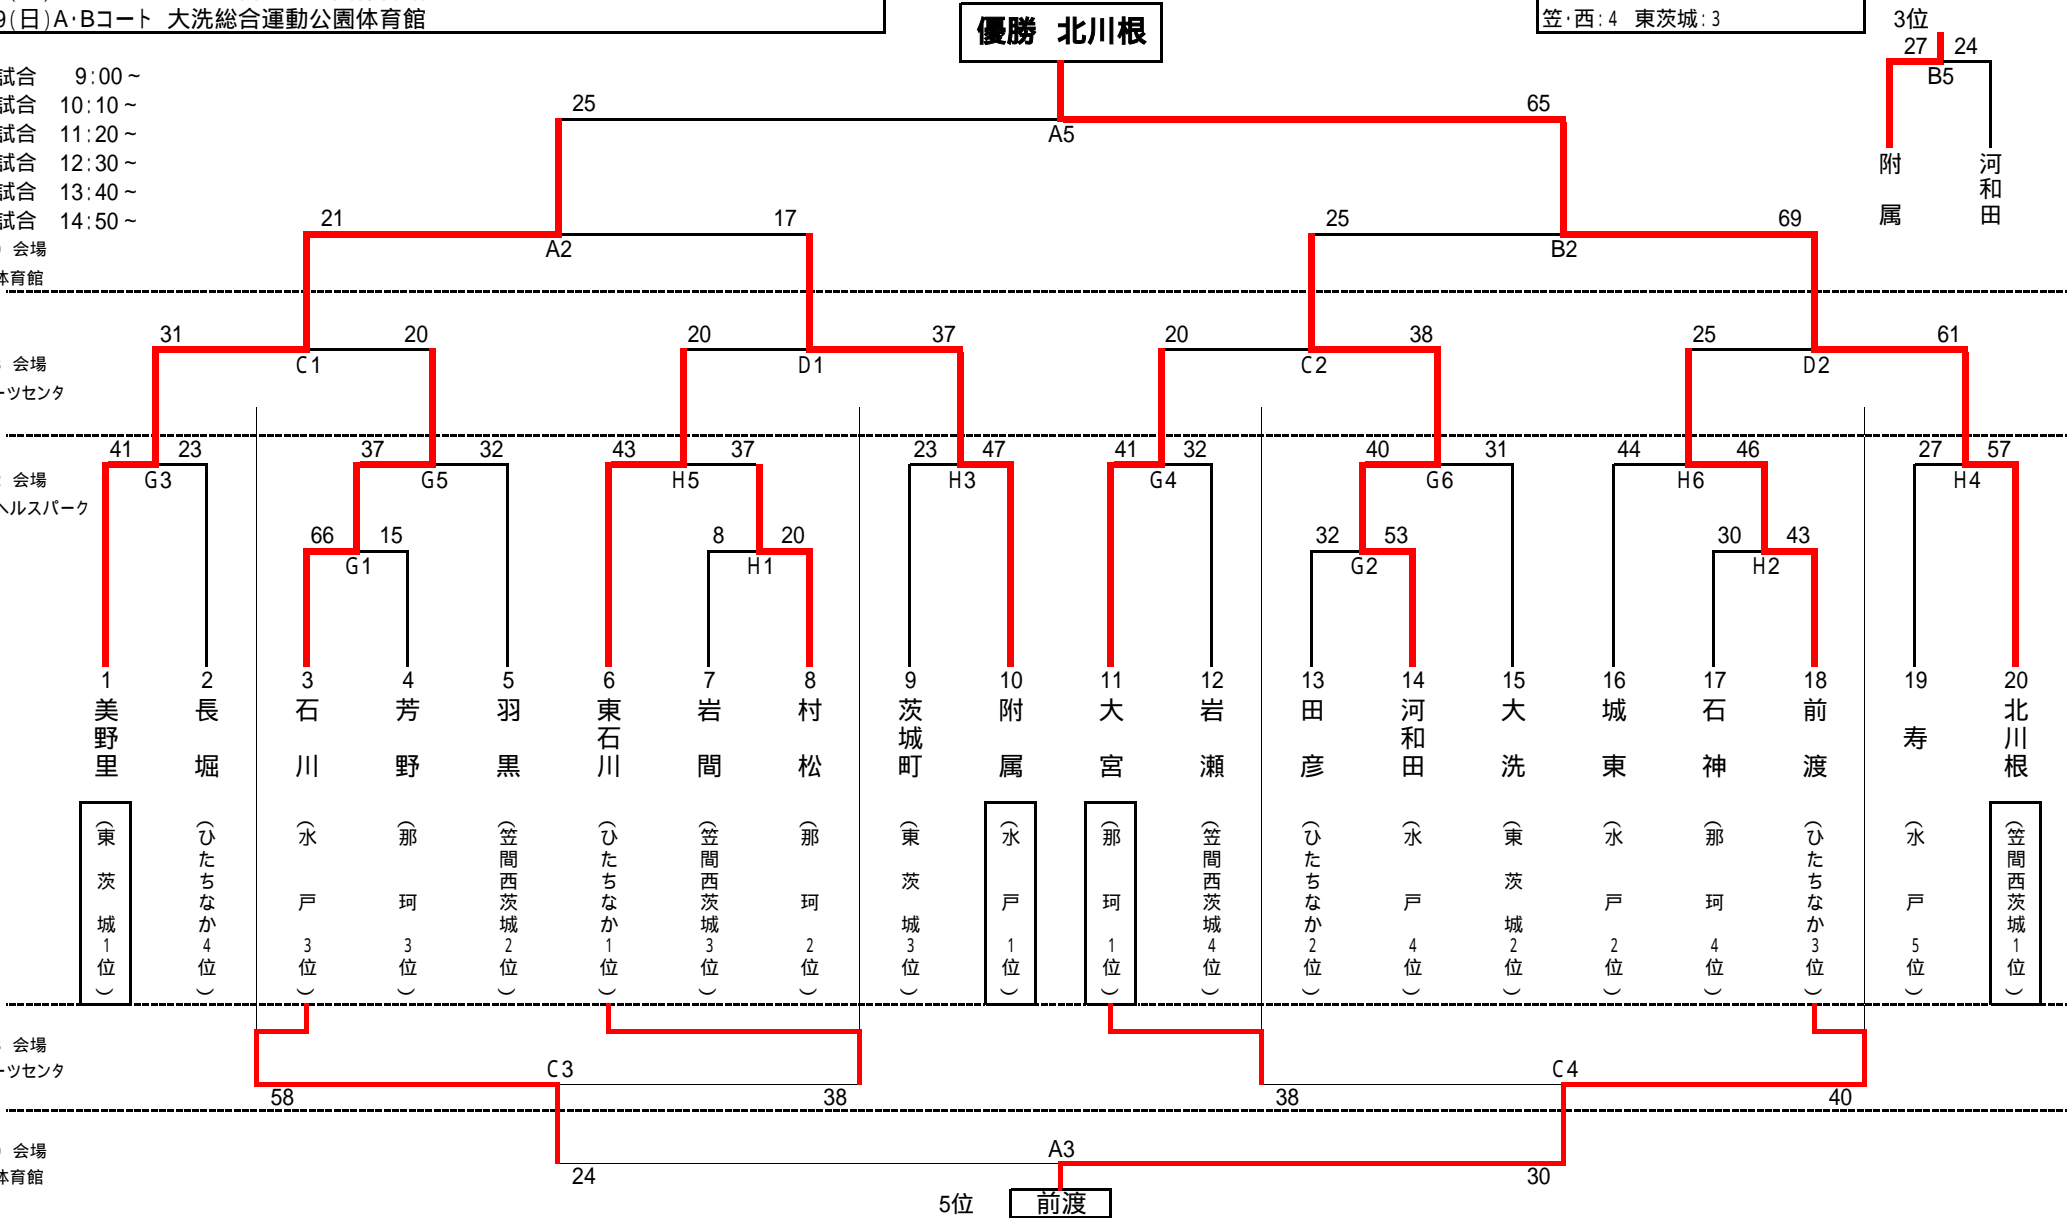 9(日)A・Bコート 大洗総合運動公園体育館
優勝 北川根
笠・西:4 東茨城:3
3位
27 24
B5
附属 河和田
試合 9:00~
試合 10:10~
試合 11:20~
試合 12:30~
試合 13:40~
試合 14:50~
会場
体育館
25 65
A5
21 17 25 69
A2 B2
31 20 20 37 20 38 25 61
C1 D1 C2 D2
会場
ーツセンタ
41 23 37 32 43 37 23 47 41 32 40 31 44 46 27 57
G3 G5 H5 H3 G4 G6 H6 H4
会場
ヘルスパーク
66 15 8 20 32 53 30 43
G1 H1 G2 H2
1 美野里 (東茨城1位)
2 長堀 (ひたちなか4位)
3 石川 (水戸3位)
4 芳野 (那珂3位)
5 羽黒 (笠間西茨城2位)
6 東石川 (ひたちなか1位)
7 岩間 (笠間西茨城3位)
8 村松 (那珂2位)
9 茨城町 (東茨城3位)
10 附属 (水戸1位)
11 大宮 (那珂1位)
12 岩瀬 (笠間西茨城4位)
13 田彦 (ひたちなか2位)
14 河和田 (水戸4位)
15 大洗 (東茨城2位)
16 城東 (水戸2位)
17 石神 (那珂4位)
18 前渡 (ひたちなか3位)
19 寿 (水戸5位)
20 北川根 (笠間西茨城1位)
会場
ーツセンタ
C3 C4
58 38 38 40
会場
体育館
A3
24 30
5位 前渡